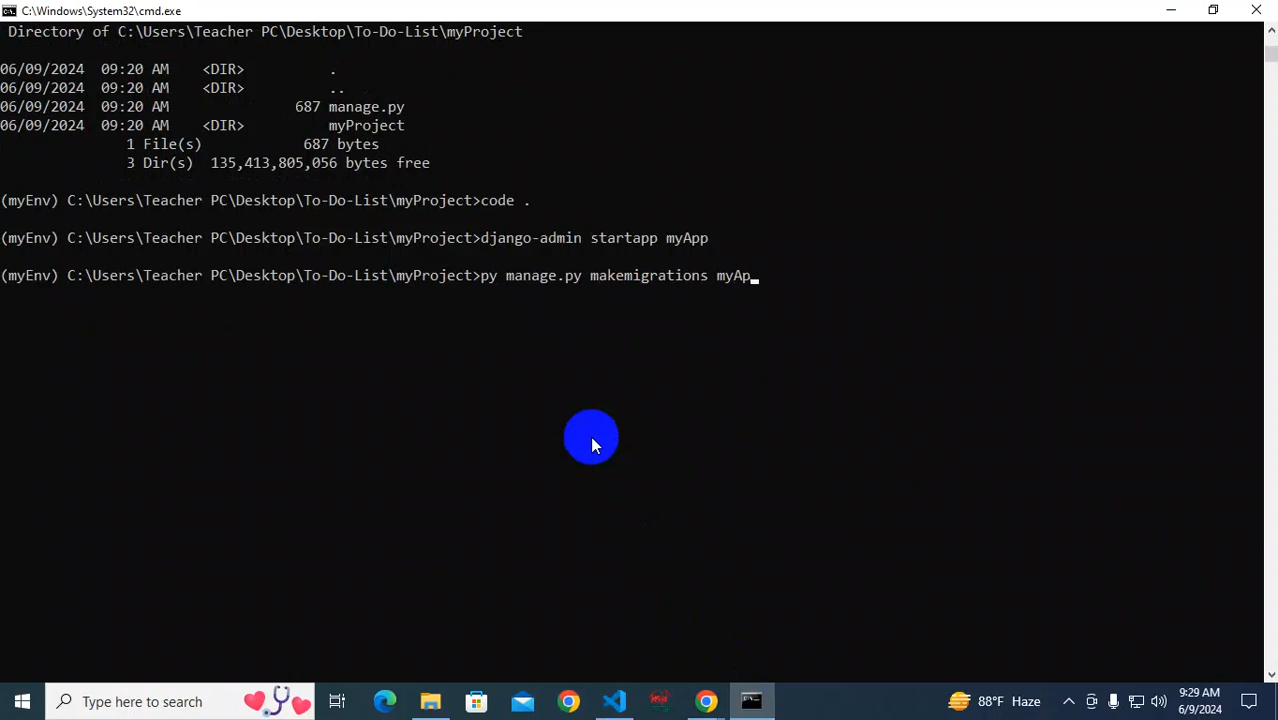 C:\Windows\System32\cmd.exe
Directory of C:\Users\Teacher PC\Desktop\To-Do-List\myProject
06/09/2024 09:20 AM <DIR> .
06/09/2024 09:20 AM <DIR> ..
06/09/2024 09:20 AM 687 manage.py
06/09/2024 09:20 AM <DIR> myProject
1 File(s) 687 bytes
3 Dir(s) 135,413,805,056 bytes free
(myEnv) C:\Users\Teacher PC\Desktop\To-Do-List\myProject>code .
(myEnv) C:\Users\Teacher PC\Desktop\To-Do-List\myProject>django-admin startapp myApp
(myEnv) C:\Users\Teacher PC\Desktop\To-Do-List\myProject>py manage.py makemigrations myAp
Type here to search
88°F Haze
9:29 AM
6/9/2024